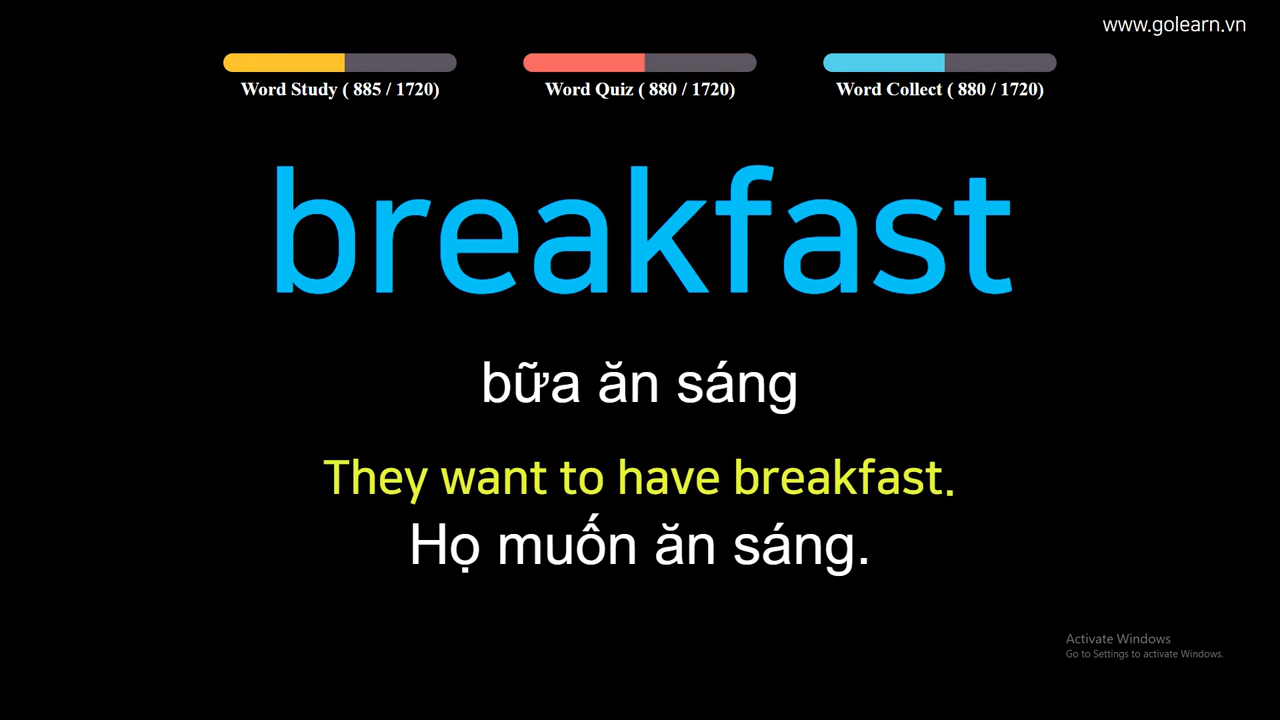 www.golearn.vn
Word Study ( 885 / 1720)
Word Quiz ( 880 / 1720)
Word Collect ( 880 / 1720)
breakfast
bữa ăn sáng
They want to have breakfast.
Họ muốn ăn sáng.
Activate Windows
Go to Settings to activate Windows.